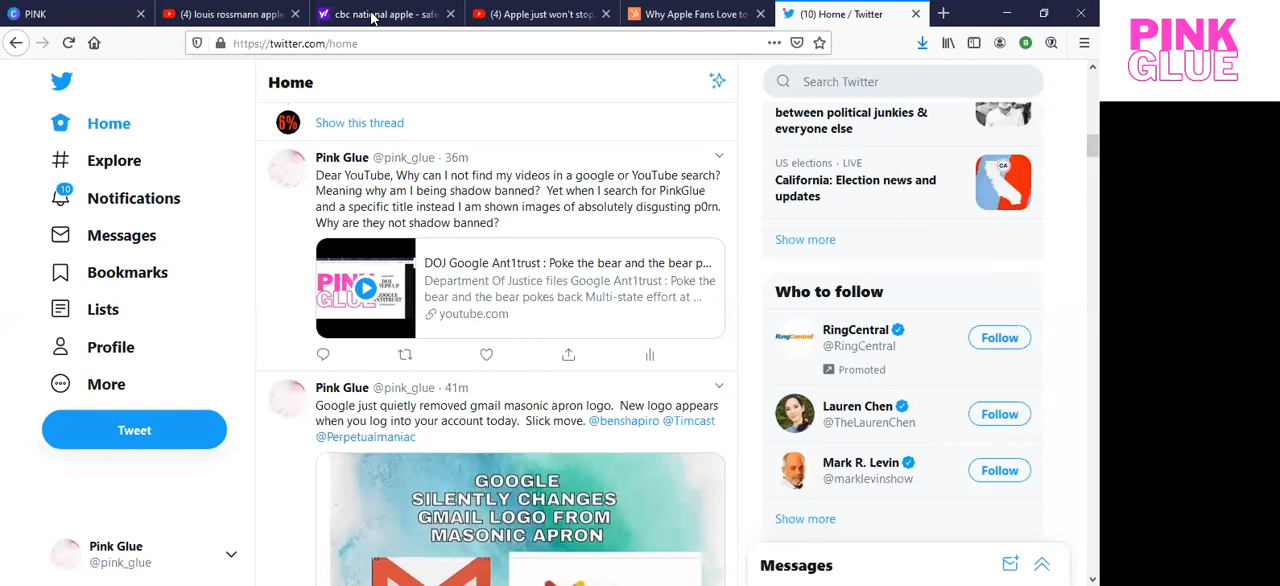 PINK
(4) louis rossmann apple
cbc national apple - safe
(4) Apple just won't stop.
Why Apple Fans Love to
(10) Home / Twitter
https://twitter.com/home
PINK
GLUE
Home
Explore
10
Notifications
Messages
Bookmarks
Lists
Profile
More
Tweet
Pink Glue
@pink_glue
Home
6%
Show this thread
Pink Glue @pink_glue · 36m
Dear YouTube, Why can I not find my videos in a google or YouTube search?
Meaning why am I being shadow banned? Yet when I search for PinkGlue
and a specific title instead I am shown images of absolutely disgusting p0rn.
Why are they not shadow banned?
DOJ Google Ant1trust : Poke the bear and the bear p...
Department Of Justice files Google Ant1trust : Poke the
bear and the bear pokes back Multi-state effort at ...
youtube.com
Pink Glue @pink_glue · 41m
Google just quietly removed gmail masonic apron logo. New logo appears
when you log into your account today. Slick move. @benshapiro @Timcast
@Perpetualmaniac
GOOGLE
SILENTLY CHANGES
GMAIL LOGO FROM
MASONIC APRON
Search Twitter
between political junkies &
everyone else
US elections · LIVE
California: Election news and
updates
CA
Show more
Who to follow
RingCentral
@RingCentral
Promoted
Follow
Lauren Chen
@TheLaurenChen
Follow
Mark R. Levin
@marklevinshow
Follow
Show more
Messages